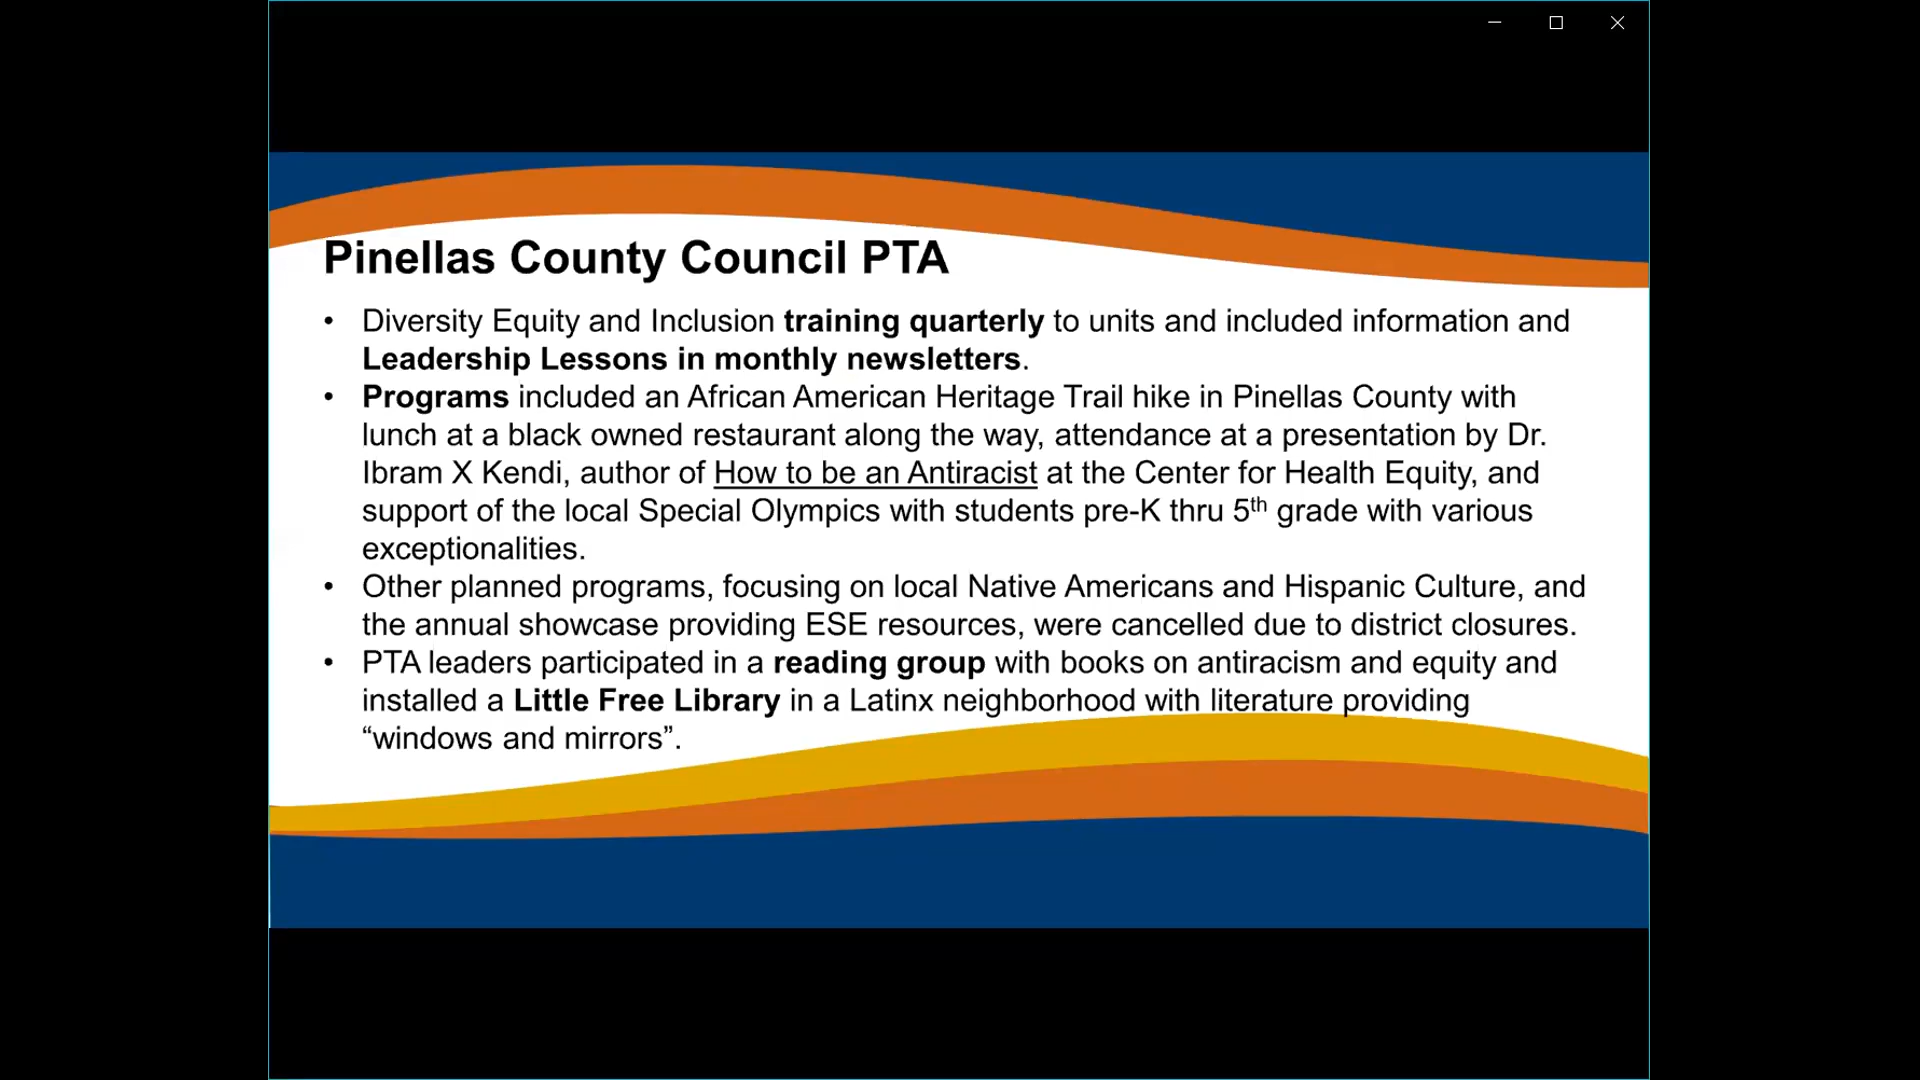 Pinellas County Council PTA
• Diversity Equity and Inclusion training quarterly to units and included information and
Leadership Lessons in monthly newsletters.
• Programs included an African American Heritage Trail hike in Pinellas County with
lunch at a black owned restaurant along the way, attendance at a presentation by Dr.
Ibram X Kendi, author of How to be an Antiracist at the Center for Health Equity, and
support of the local Special Olympics with students pre-K thru 5th grade with various
exceptionalities.
• Other planned programs, focusing on local Native Americans and Hispanic Culture, and
the annual showcase providing ESE resources, were cancelled due to district closures.
• PTA leaders participated in a reading group with books on antiracism and equity and
installed a Little Free Library in a Latinx neighborhood with literature providing
“windows and mirrors”.